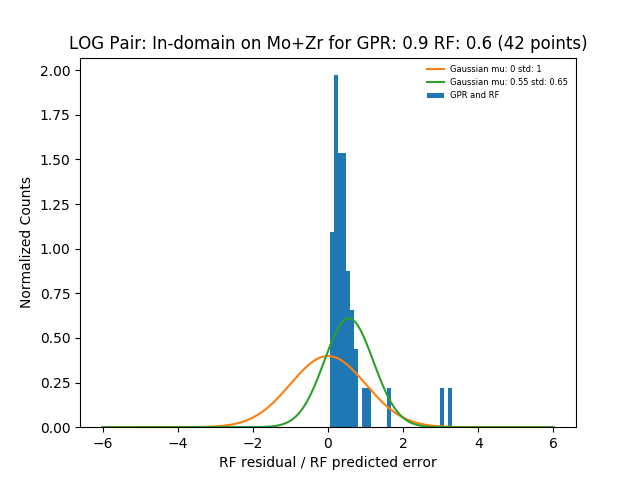 LOG Pair: In-domain on Mo+Zr for GPR: 0.9 RF: 0.6 (42 points)
Gaussian mu: 0 std: 1
Gaussian mu: 0.55 std: 0.65
GPR and RF
Normalized Counts
2.00
1.75
1.50
1.25
1.00
0.75
0.50
0.25
0.00
−6 −4 −2 0 2 4 6
RF residual / RF predicted error